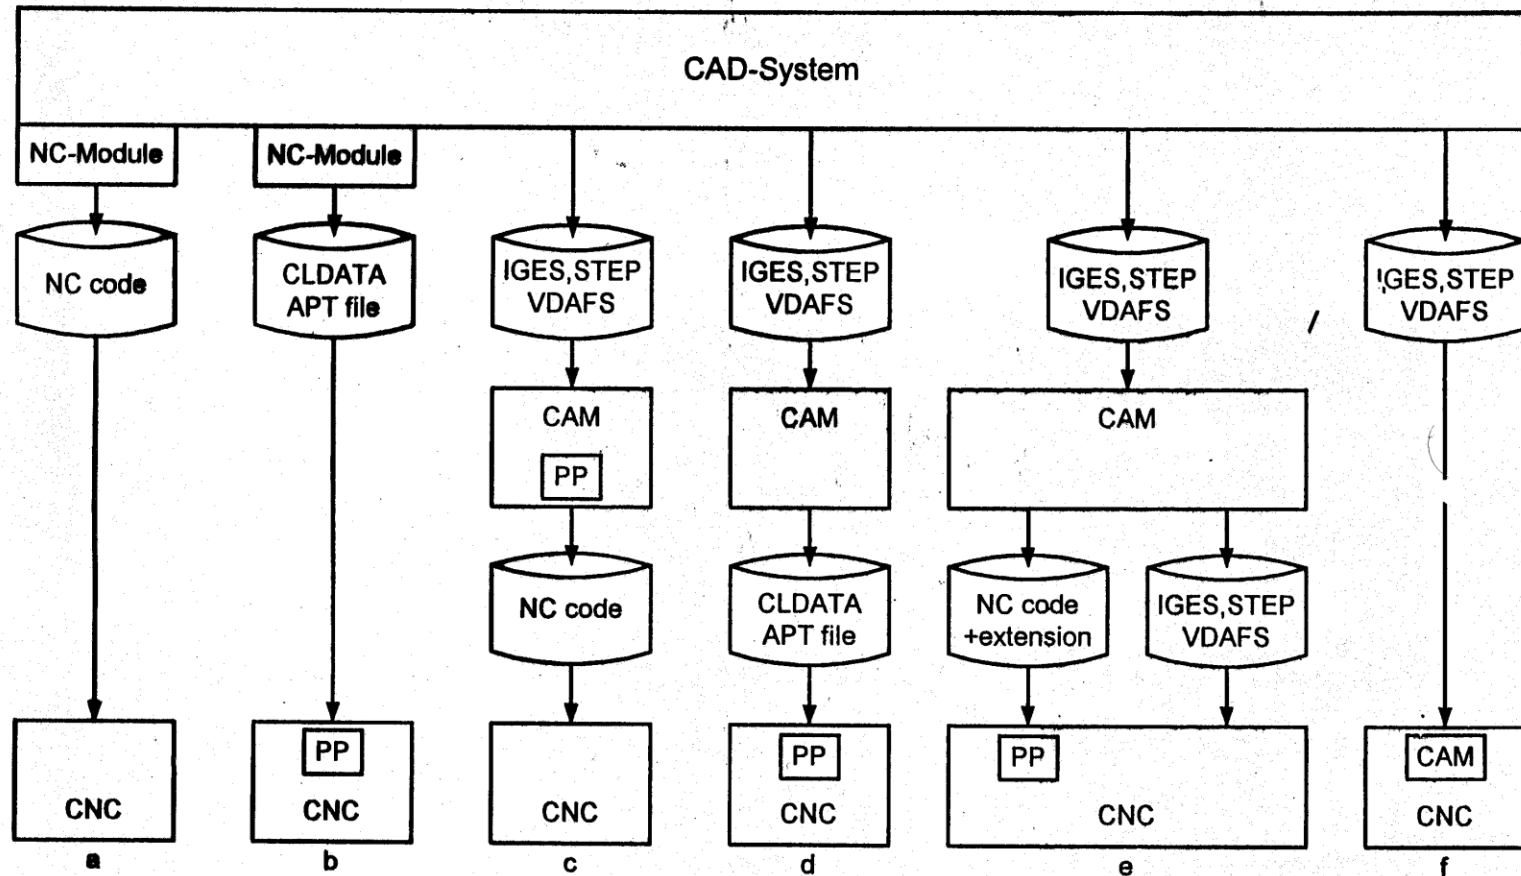 CAD-System
NC-Module
NC-Module
NC code
CLDATA
APT file
IGES,STEP
VDAFS
IGES,STEP
VDAFS
IGES,STEP
VDAFS
IGES,STEP
VDAFS
CAM
PP
CAM
CAM
NC code
CLDATA
APT file
NC code
+extension
IGES,STEP
VDAFS
CNC
PP
CNC
CNC
PP
CNC
PP
CNC
CAM
CNC
a
b
c
d
e
f